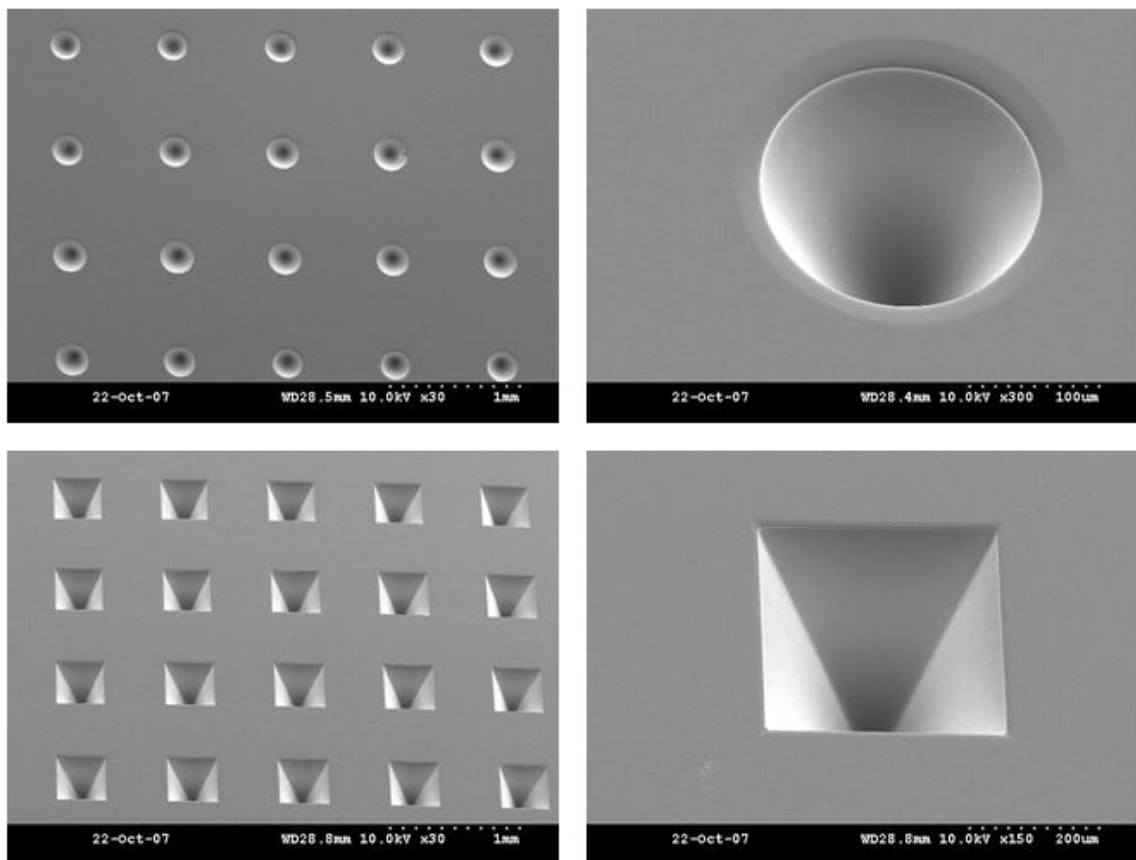 22-Oct-07 WD28.5mm 10.0kV x30 1mm
22-Oct-07 WD28.4mm 10.0kV x300 100um
22-Oct-07 WD28.8mm 10.0kV x30 1mm
22-Oct-07 WD28.8mm 10.0kV x150 200um